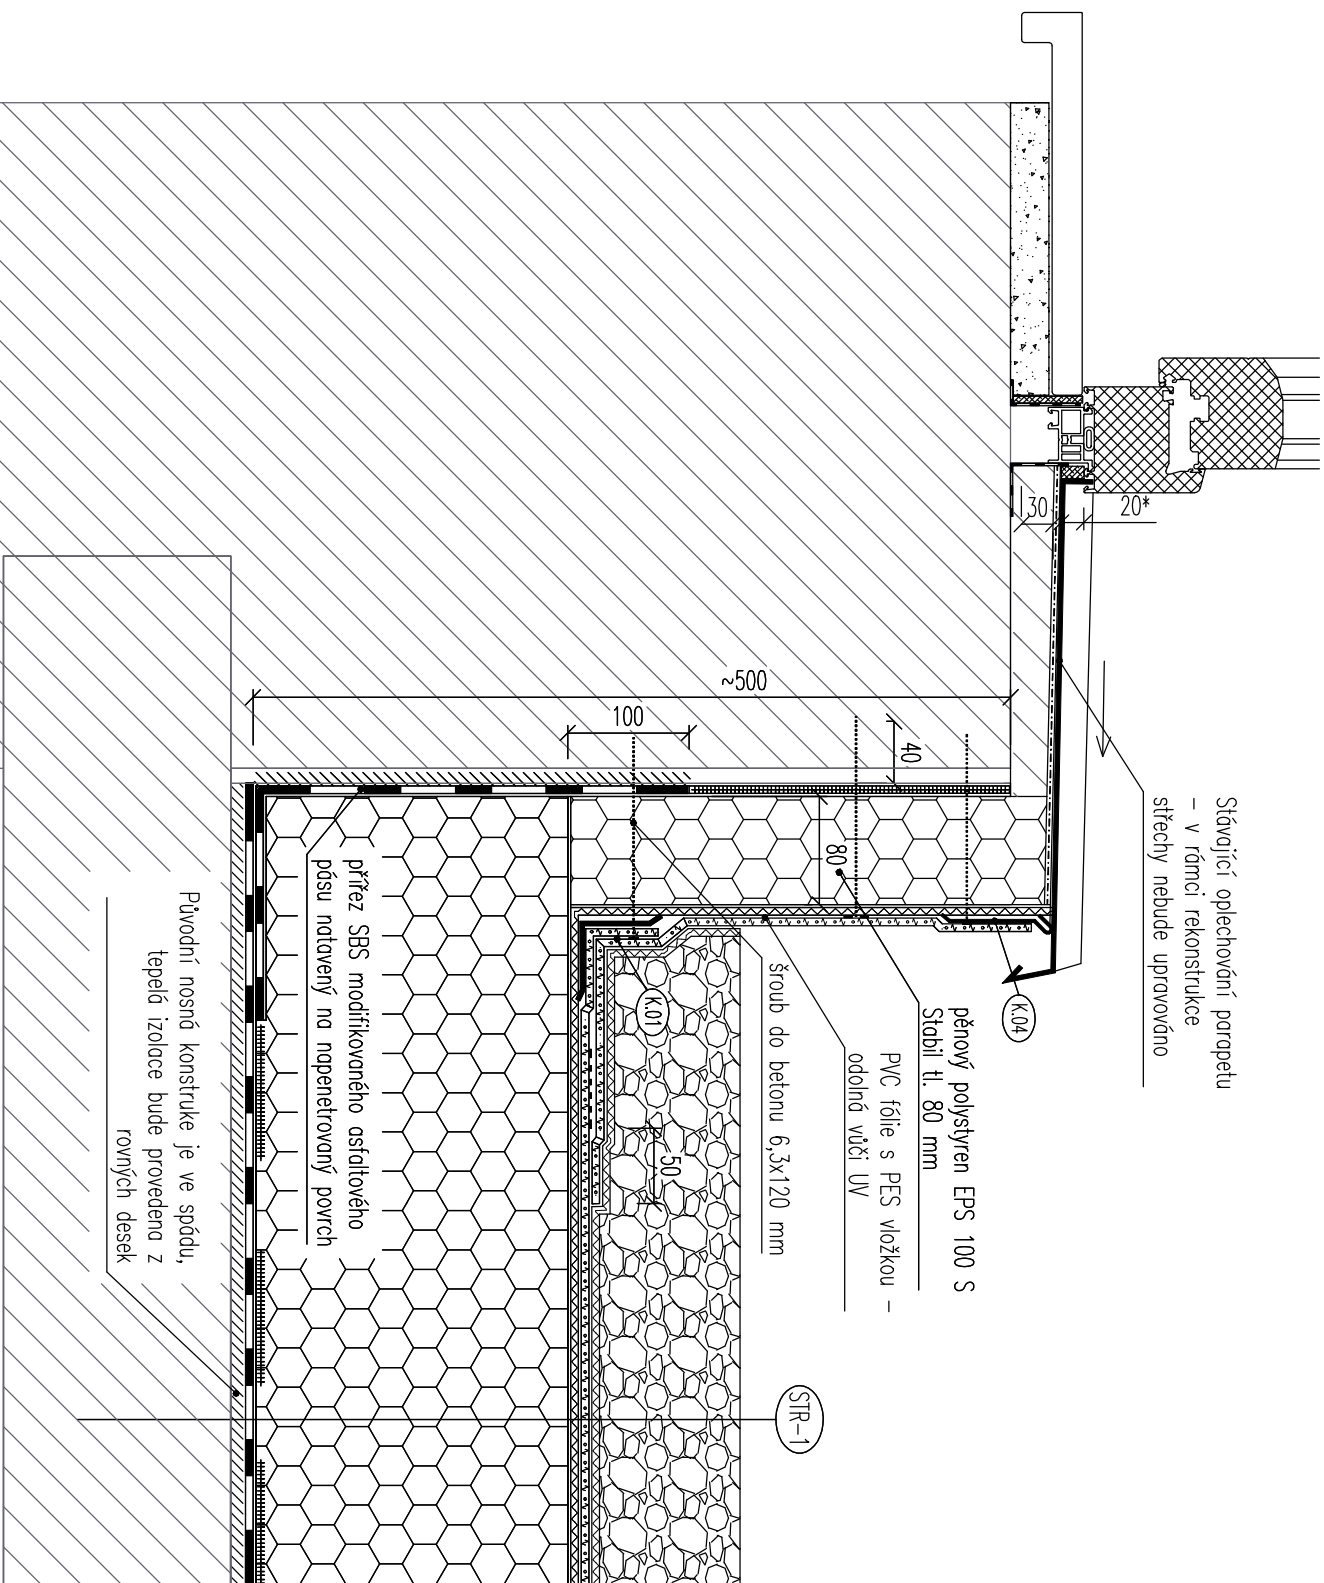 Stávající oplechování parapetu
– v rámci rekonstrukce
střechy nebude upravováno
20*
30
~500
100
40
80
K.04
pěnový polystyren EPS 100 S
Stabil tl. 80 mm
PVC fólie s PES vložkou –
odolná vůči UV
šroub do betonu 6,3x120 mm
K.01
50
STR–1
přířez SBS modifikovaného asfaltového
pásu natavený na napenetrovaný povrch
Původní nosná konstruke je ve spádu,
tepelá izolace bude provedena z
rovných desek